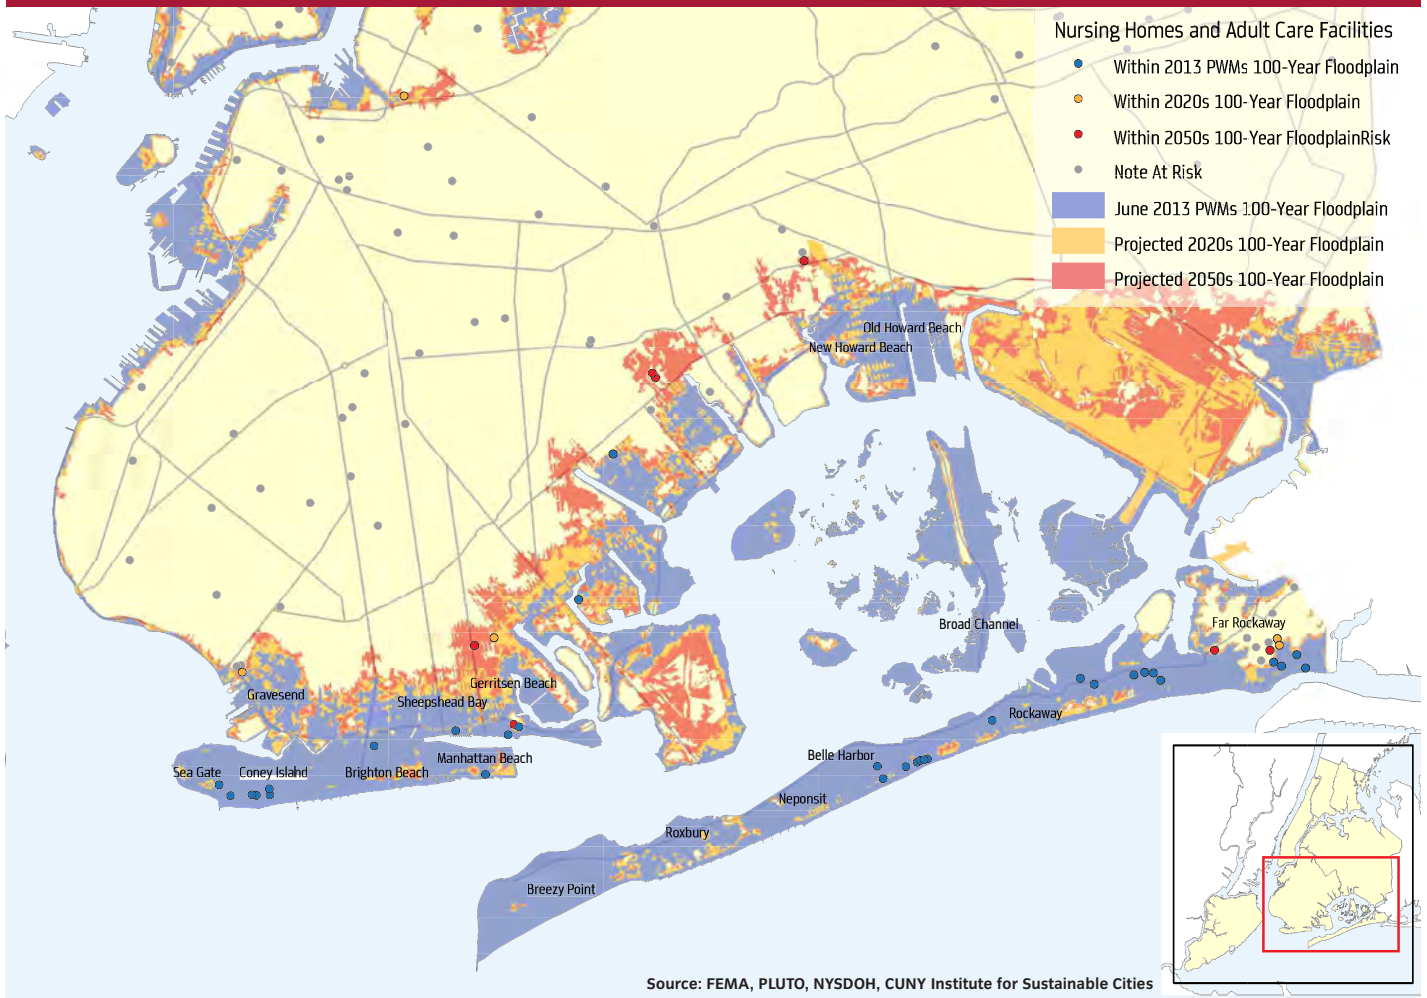 Nursing Homes and Adult Care Facilities
Within 2013 PWMs 100-Year Floodplain
Within 2020s 100-Year Floodplain
Within 2050s 100-Year FloodplainRisk
Note At Risk
June 2013 PWMs 100-Year Floodplain
Projected 2020s 100-Year Floodplain
Projected 2050s 100-Year Floodplain
Old Howard Beach
New Howard Beach
Broad Channel
Far Rockaway
Gerritsen Beach
Gravesend
Sheepshead Bay
Rockaway
Manhattan Beach
Belle Harbor
Sea Gate
Coney Islahd
Brighton Beach
Neponsit
Roxbury
Breezy Point
Source: FEMA, PLUTO, NYSDOH, CUNY Institute for Sustainable Cities